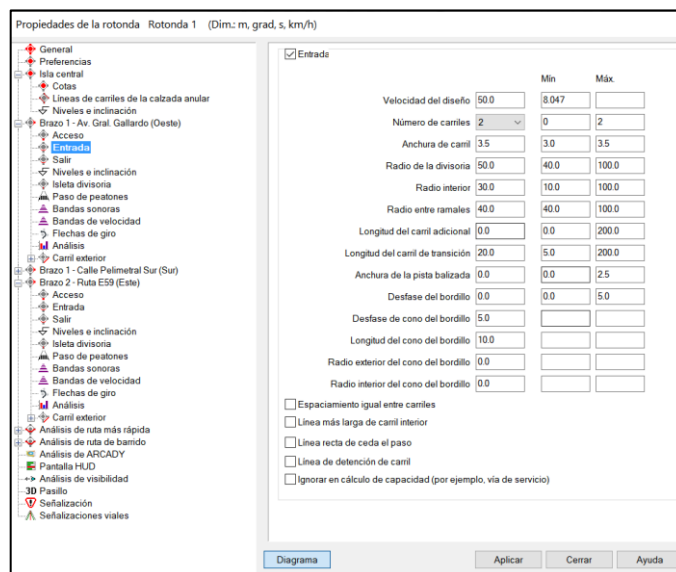 Propiedades de la rotonda Rotonda 1 (Dim.: m, grad, s, km/h)
General
Preferencias
Isla central
Cotas
Líneas de carriles de la calzada anular
Niveles e inclinación
Brazo 1 - Av. Gral. Gallardo (Oeste)
Acceso
Entrada
Salir
Niveles e inclinación
Isleta divisoria
Paso de peatones
Bandas sonoras
Bandas de velocidad
Flechas de giro
Análisis
Carril exterior
Brazo 1 - Calle Pelimetral Sur (Sur)
Brazo 2 - Ruta E59 (Este)
Acceso
Entrada
Salir
Niveles e inclinación
Isleta divisoria
Paso de peatones
Bandas sonoras
Bandas de velocidad
Flechas de giro
Análisis
Carril exterior
Análisis de ruta más rápida
Análisis de ruta de barrido
Análisis de ARCADY
Pantalla HUD
Análisis de visibilidad
3D Pasillo
Señalización
Señalizaciones viales
Entrada
Mín Máx.
Velocidad del diseño 50.0 8.047
Número de carriles 2 0 2
Anchura de carril 3.5 3.0 3.5
Radio de la divisoria 50.0 40.0 100.0
Radio interior 30.0 10.0 100.0
Radio entre ramales 40.0 40.0 100.0
Longitud del carril adicional 0.0 0.0 200.0
Longitud del carril de transición 20.0 5.0 200.0
Anchura de la pista balizada 0.0 0.0 2.5
Desfase del bordillo 0.0 0.0 5.0
Desfase de cono del bordillo 5.0
Longitud del cono del bordillo 10.0
Radio exterior del cono del bordillo 0.0
Radio interior del cono del bordillo 0.0
Espaciamiento igual entre carriles
Línea más larga de carril interior
Línea recta de ceda el paso
Línea de detención de carril
Ignorar en cálculo de capacidad (por ejemplo, vía de servicio)
Diagrama Aplicar Cerrar Ayuda